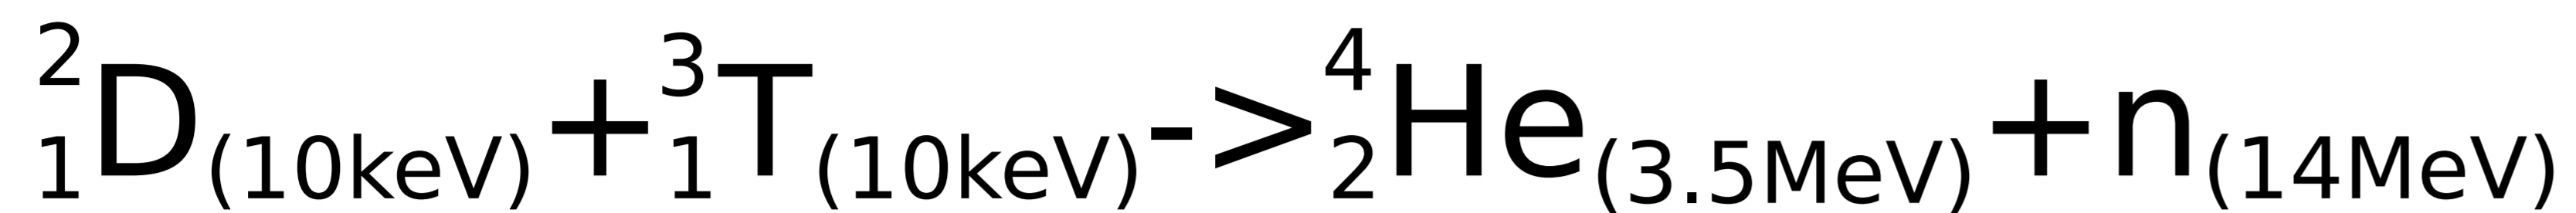 ²₁D₍₁₀ₖₑV₎+³₁T₍₁₀ₖₑV₎->⁴₂He₍₃.₅MₑV₎+n₍₁₄MₑV₎